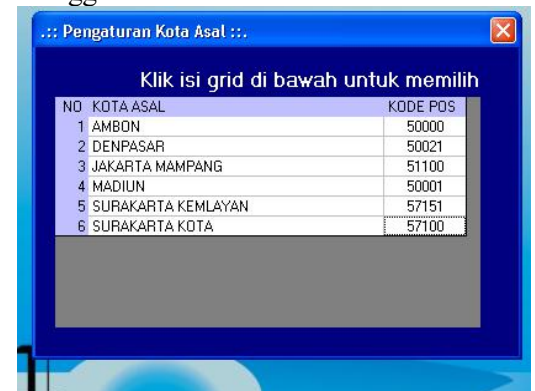 .:: Pengaturan Kota Asal ::.
Klik isi grid di bawah untuk memilih
NO KOTA ASAL KODE POS
1 AMBON 50000
2 DENPASAR 50021
3 JAKARTA MAMPANG 51100
4 MADIUN 50001
5 SURAKARTA KEMLAYAN 57151
6 SURAKARTA KOTA 57100